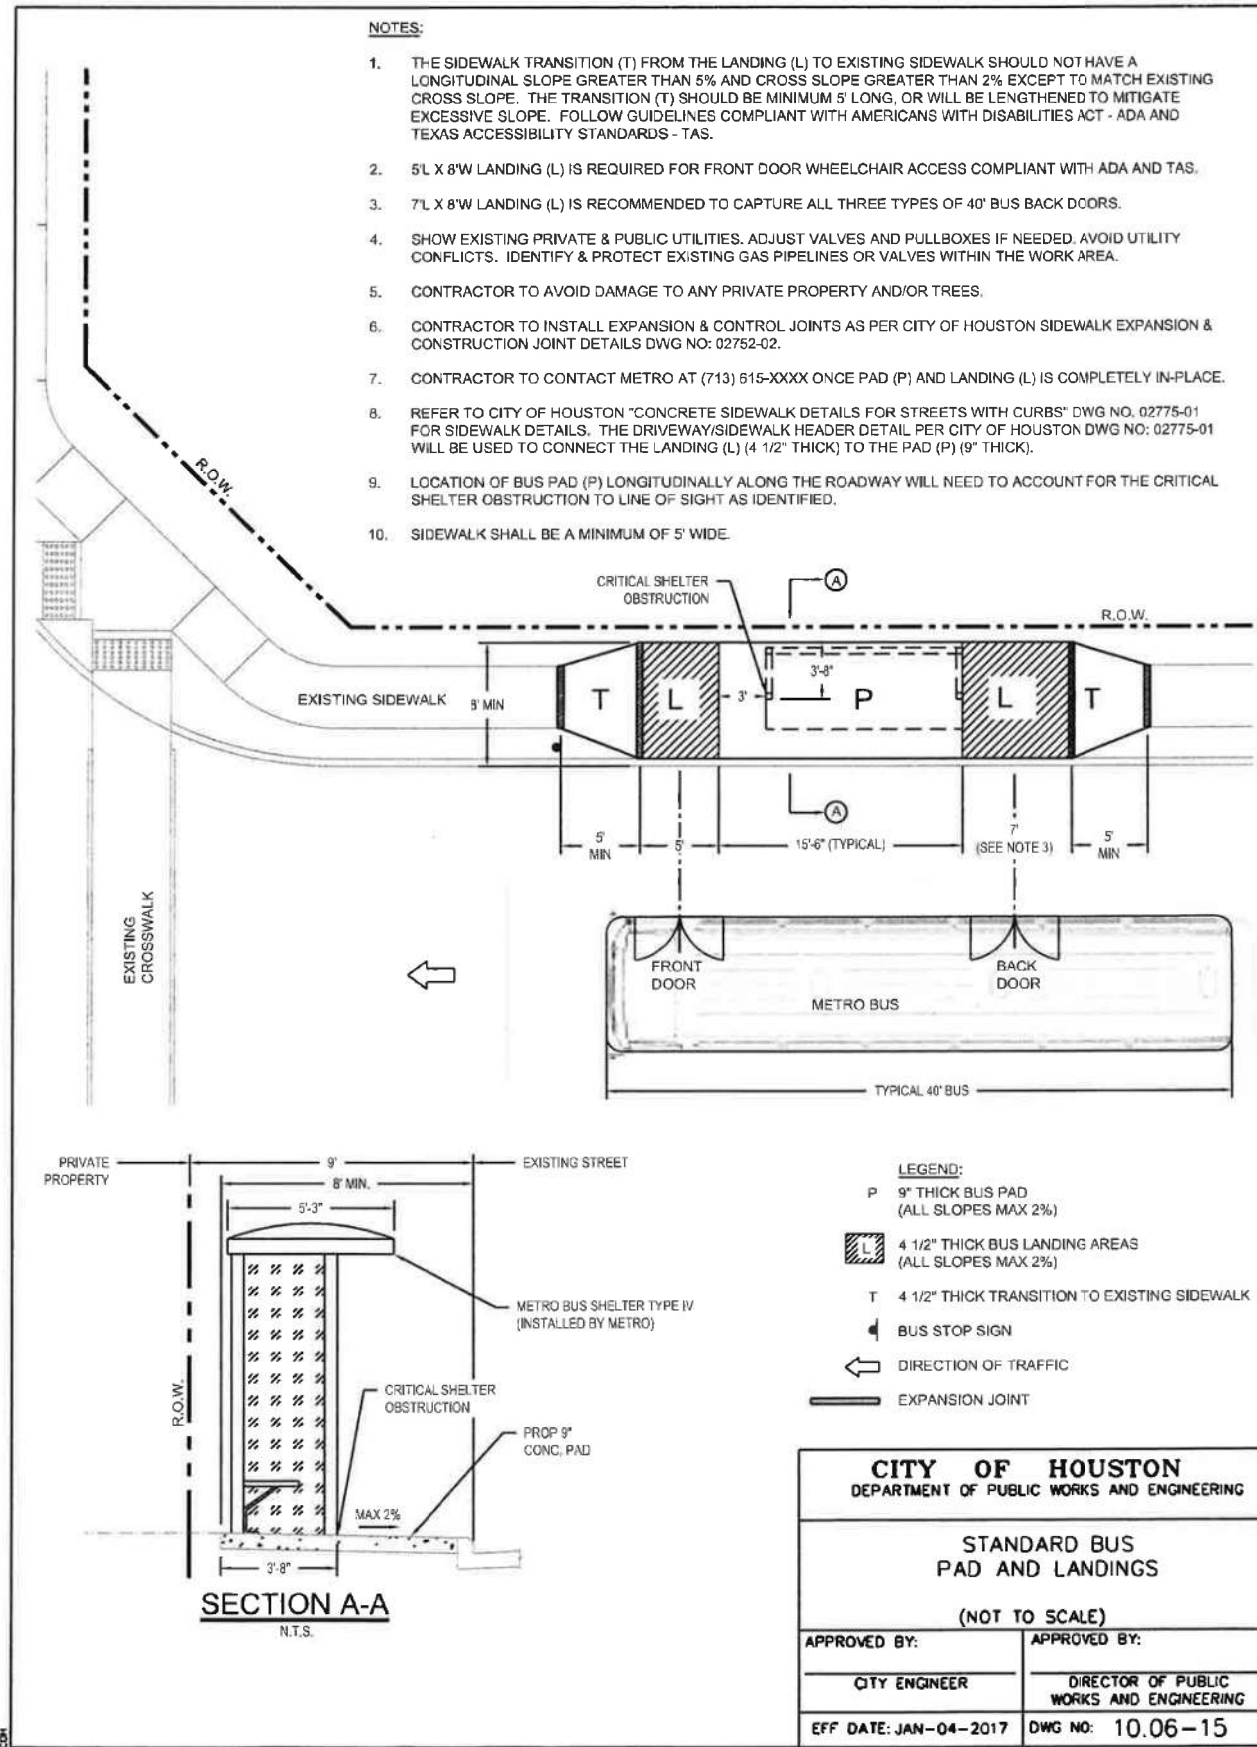 NOTES:
1. THE SIDEWALK TRANSITION (T) FROM THE LANDING (L) TO EXISTING SIDEWALK SHOULD NOT HAVE A
LONGITUDINAL SLOPE GREATER THAN 5% AND CROSS SLOPE GREATER THAN 2% EXCEPT TO MATCH EXISTING
CROSS SLOPE. THE TRANSITION (T) SHOULD BE MINIMUM 5' LONG, OR WILL BE LENGTHENED TO MITIGATE
EXCESSIVE SLOPE. FOLLOW GUIDELINES COMPLIANT WITH AMERICANS WITH DISABILITIES ACT - ADA AND
TEXAS ACCESSIBILITY STANDARDS - TAS.
2. 5'L X 8'W LANDING (L) IS REQUIRED FOR FRONT DOOR WHEELCHAIR ACCESS COMPLIANT WITH ADA AND TAS.
3. 7'L X 8'W LANDING (L) IS RECOMMENDED TO CAPTURE ALL THREE TYPES OF 40' BUS BACK DOORS.
4. SHOW EXISTING PRIVATE & PUBLIC UTILITIES. ADJUST VALVES AND PULLBOXES IF NEEDED. AVOID UTILITY
CONFLICTS. IDENTIFY & PROTECT EXISTING GAS PIPELINES OR VALVES WITHIN THE WORK AREA.
5. CONTRACTOR TO AVOID DAMAGE TO ANY PRIVATE PROPERTY AND/OR TREES.
6. CONTRACTOR TO INSTALL EXPANSION & CONTROL JOINTS AS PER CITY OF HOUSTON SIDEWALK EXPANSION &
CONSTRUCTION JOINT DETAILS DWG NO: 02752-02.
7. CONTRACTOR TO CONTACT METRO AT (713) 615-XXXX ONCE PAD (P) AND LANDING (L) IS COMPLETELY IN-PLACE.
8. REFER TO CITY OF HOUSTON "CONCRETE SIDEWALK DETAILS FOR STREETS WITH CURBS" DWG NO. 02775-01
FOR SIDEWALK DETAILS. THE DRIVEWAY/SIDEWALK HEADER DETAIL PER CITY OF HOUSTON DWG NO: 02775-01
WILL BE USED TO CONNECT THE LANDING (L) (4 1/2" THICK) TO THE PAD (P) (9" THICK).
9. LOCATION OF BUS PAD (P) LONGITUDINALLY ALONG THE ROADWAY WILL NEED TO ACCOUNT FOR THE CRITICAL
SHELTER OBSTRUCTION TO LINE OF SIGHT AS IDENTIFIED.
10. SIDEWALK SHALL BE A MINIMUM OF 5' WIDE.
R.O.W.
CRITICAL SHELTER
OBSTRUCTION
A
R.O.W.
EXISTING SIDEWALK
8' MIN
T
L
3'
3'-8"
P
L
T
A
5'
MIN
5'
15'-6" (TYPICAL)
7'
(SEE NOTE 3)
5'
MIN
EXISTING
CROSSWALK
FRONT
DOOR
BACK
DOOR
METRO BUS
TYPICAL 40' BUS
PRIVATE
PROPERTY
9'
EXISTING STREET
8' MIN.
5'-3"
METRO BUS SHELTER TYPE IV
(INSTALLED BY METRO)
R.O.W.
CRITICAL SHELTER
OBSTRUCTION
PROP 9"
CONC. PAD
MAX 2%
3'-8"
SECTION A-A
N.T.S.
LEGEND:
P 9" THICK BUS PAD
(ALL SLOPES MAX 2%)
L 4 1/2" THICK BUS LANDING AREAS
(ALL SLOPES MAX 2%)
T 4 1/2" THICK TRANSITION TO EXISTING SIDEWALK
BUS STOP SIGN
DIRECTION OF TRAFFIC
EXPANSION JOINT
CITY OF HOUSTON
DEPARTMENT OF PUBLIC WORKS AND ENGINEERING
STANDARD BUS
PAD AND LANDINGS
(NOT TO SCALE)
APPROVED BY:
CITY ENGINEER
APPROVED BY:
DIRECTOR OF PUBLIC
WORKS AND ENGINEERING
EFF DATE: JAN-04-2017
DWG NO: 10.06-15